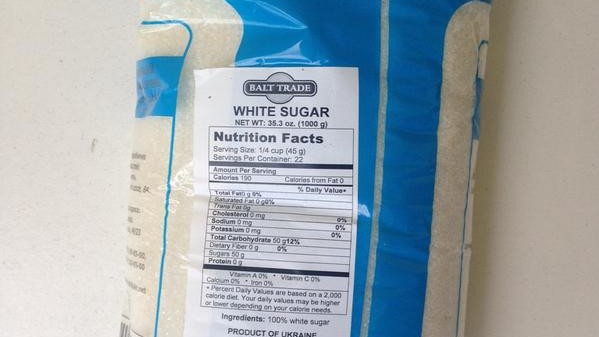 BALT TRADE
WHITE SUGAR
NET WT: 35.3 oz. (1000 g)
Nutrition Facts
Serving Size: 1/4 cup (45 g)
Servings Per Container: 22
Amount Per Serving
Calories 190 Calories from Fat 0
% Daily Value*
Total Fat 0 g 0%
Saturated Fat 0 g 0%
Trans Fat 0g
Cholesterol 0 mg 0%
Sodium 0 mg 0%
Potassium 0 mg 0%
Total Carbohydrate 50 g 12%
Dietary Fiber 0 g 0%
Sugars 50 g
Protein 0 g
Vitamin A 0% * Vitamin C 0%
Calcium 0% * Iron 0%
* Percent Daily Values are based on a 2,000
calorie diet. Your daily values may be higher
or lower depending on your calorie needs.
Ingredients: 100% white sugar
PRODUCT OF UKRAINE